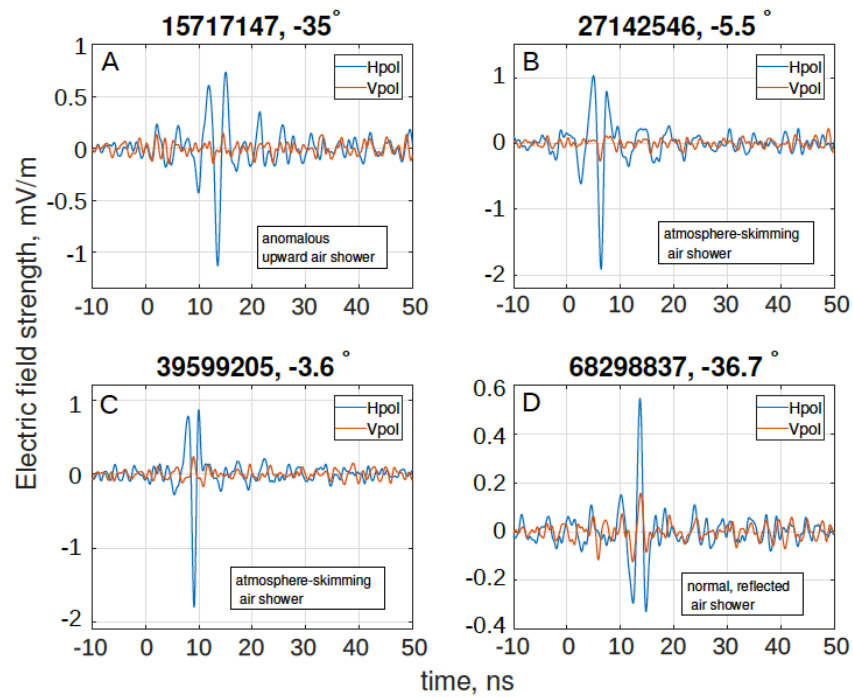 15717147, -35°
A
Hpol
Vpol
anomalous
upward air shower
1
0.5
0
-0.5
-1
-10 0 10 20 30 40 50
27142546, -5.5 °
B
Hpol
Vpol
atmosphere-skimming
air shower
1
0
-1
-2
-10 0 10 20 30 40 50
Electric field strength, mV/m
39599205, -3.6 °
C
Hpol
Vpol
atmosphere-skimming
air shower
1
0
-1
-2
-10 0 10 20 30 40 50
68298837, -36.7 °
D
Hpol
Vpol
normal, reflected
air shower
0.6
0.4
0.2
0
-0.2
-0.4
-10 0 10 20 30 40 50
time, ns